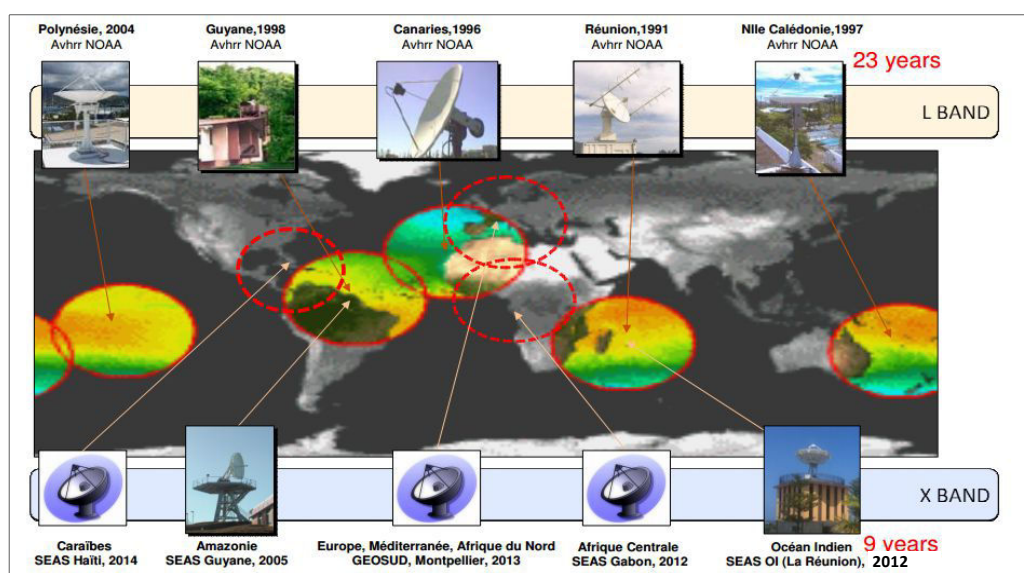 Polynésie, 2004
Avhrr NOAA
Guyane,1998
Avhrr NOAA
Canaries,1996
Avhrr NOAA
Réunion,1991
Avhrr NOAA
Nlle Calédonie,1997
Avhrr NOAA
23 years
L BAND
X BAND
Caraïbes
SEAS Haïti, 2014
Amazonie
SEAS Guyane, 2005
Europe, Méditerranée, Afrique du Nord
GEOSUD, Montpellier, 2013
Afrique Centrale
SEAS Gabon, 2012
Océan Indien
SEAS OI (La Réunion), 2012
9 years